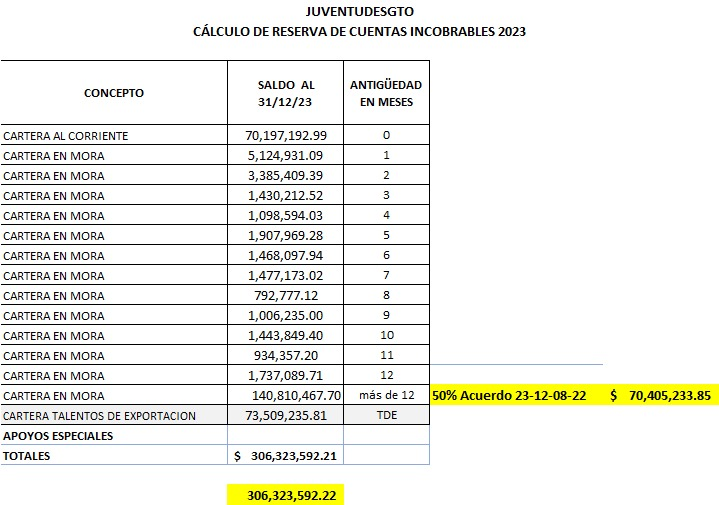 JUVENTUDESGTO
CÁLCULO DE RESERVA DE CUENTAS INCOBRABLES 2023
CONCEPTO SALDO AL 31/12/23 ANTIGÜEDAD EN MESES
CARTERA AL CORRIENTE 70,197,192.99 0
CARTERA EN MORA 5,124,931.09 1
CARTERA EN MORA 3,385,409.39 2
CARTERA EN MORA 1,430,212.52 3
CARTERA EN MORA 1,098,594.03 4
CARTERA EN MORA 1,907,969.28 5
CARTERA EN MORA 1,468,097.94 6
CARTERA EN MORA 1,477,173.02 7
CARTERA EN MORA 792,777.12 8
CARTERA EN MORA 1,006,235.00 9
CARTERA EN MORA 1,443,849.40 10
CARTERA EN MORA 934,357.20 11
CARTERA EN MORA 1,737,089.71 12
CARTERA EN MORA 140,810,467.70 más de 12 50% Acuerdo 23-12-08-22 $ 70,405,233.85
CARTERA TALENTOS DE EXPORTACION 73,509,235.81 TDE
APOYOS ESPECIALES
TOTALES $ 306,323,592.21
306,323,592.22